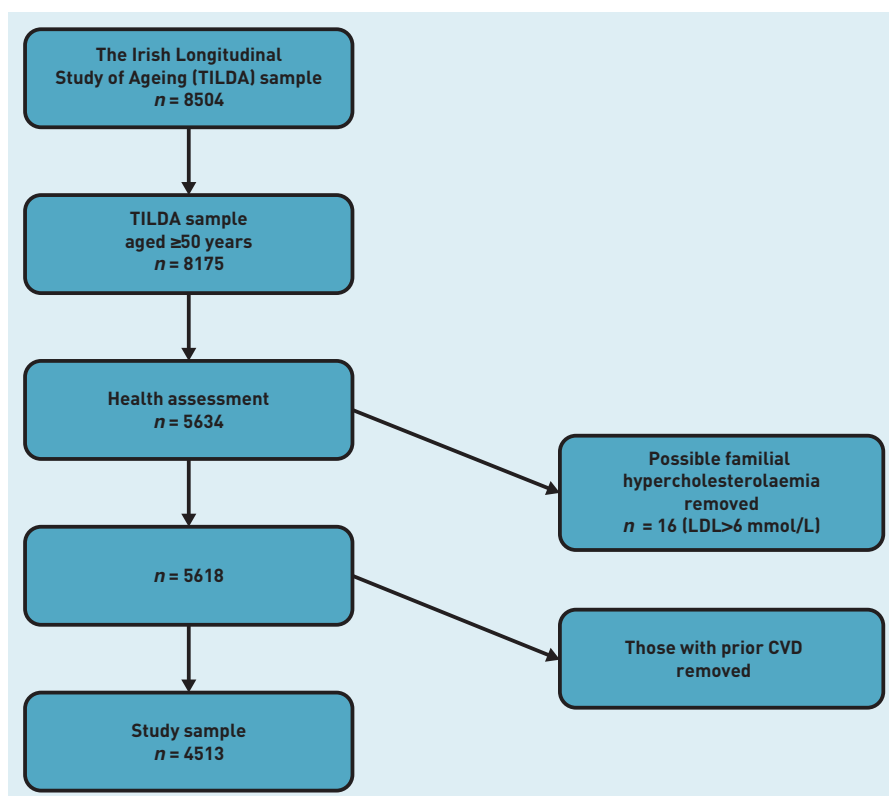 The Irish Longitudinal
Study of Ageing (TILDA) sample
n = 8504
TILDA sample
aged ≥50 years
n = 8175
Health assessment
n = 5634
Possible familial
hypercholesterolaemia
removed
n = 16 (LDL>6 mmol/L)
n = 5618
Those with prior CVD
removed
Study sample
n = 4513